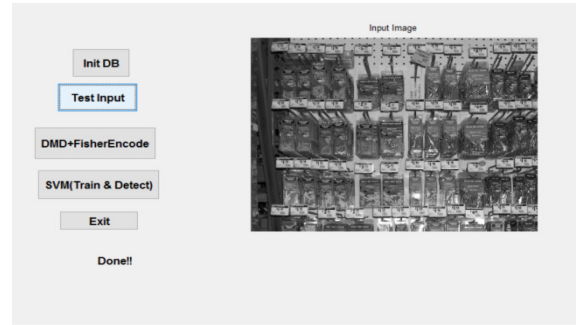 Input Image
Init DB
Test Input
DMD+FisherEncode
SVM(Train & Detect)
Exit
Done!!